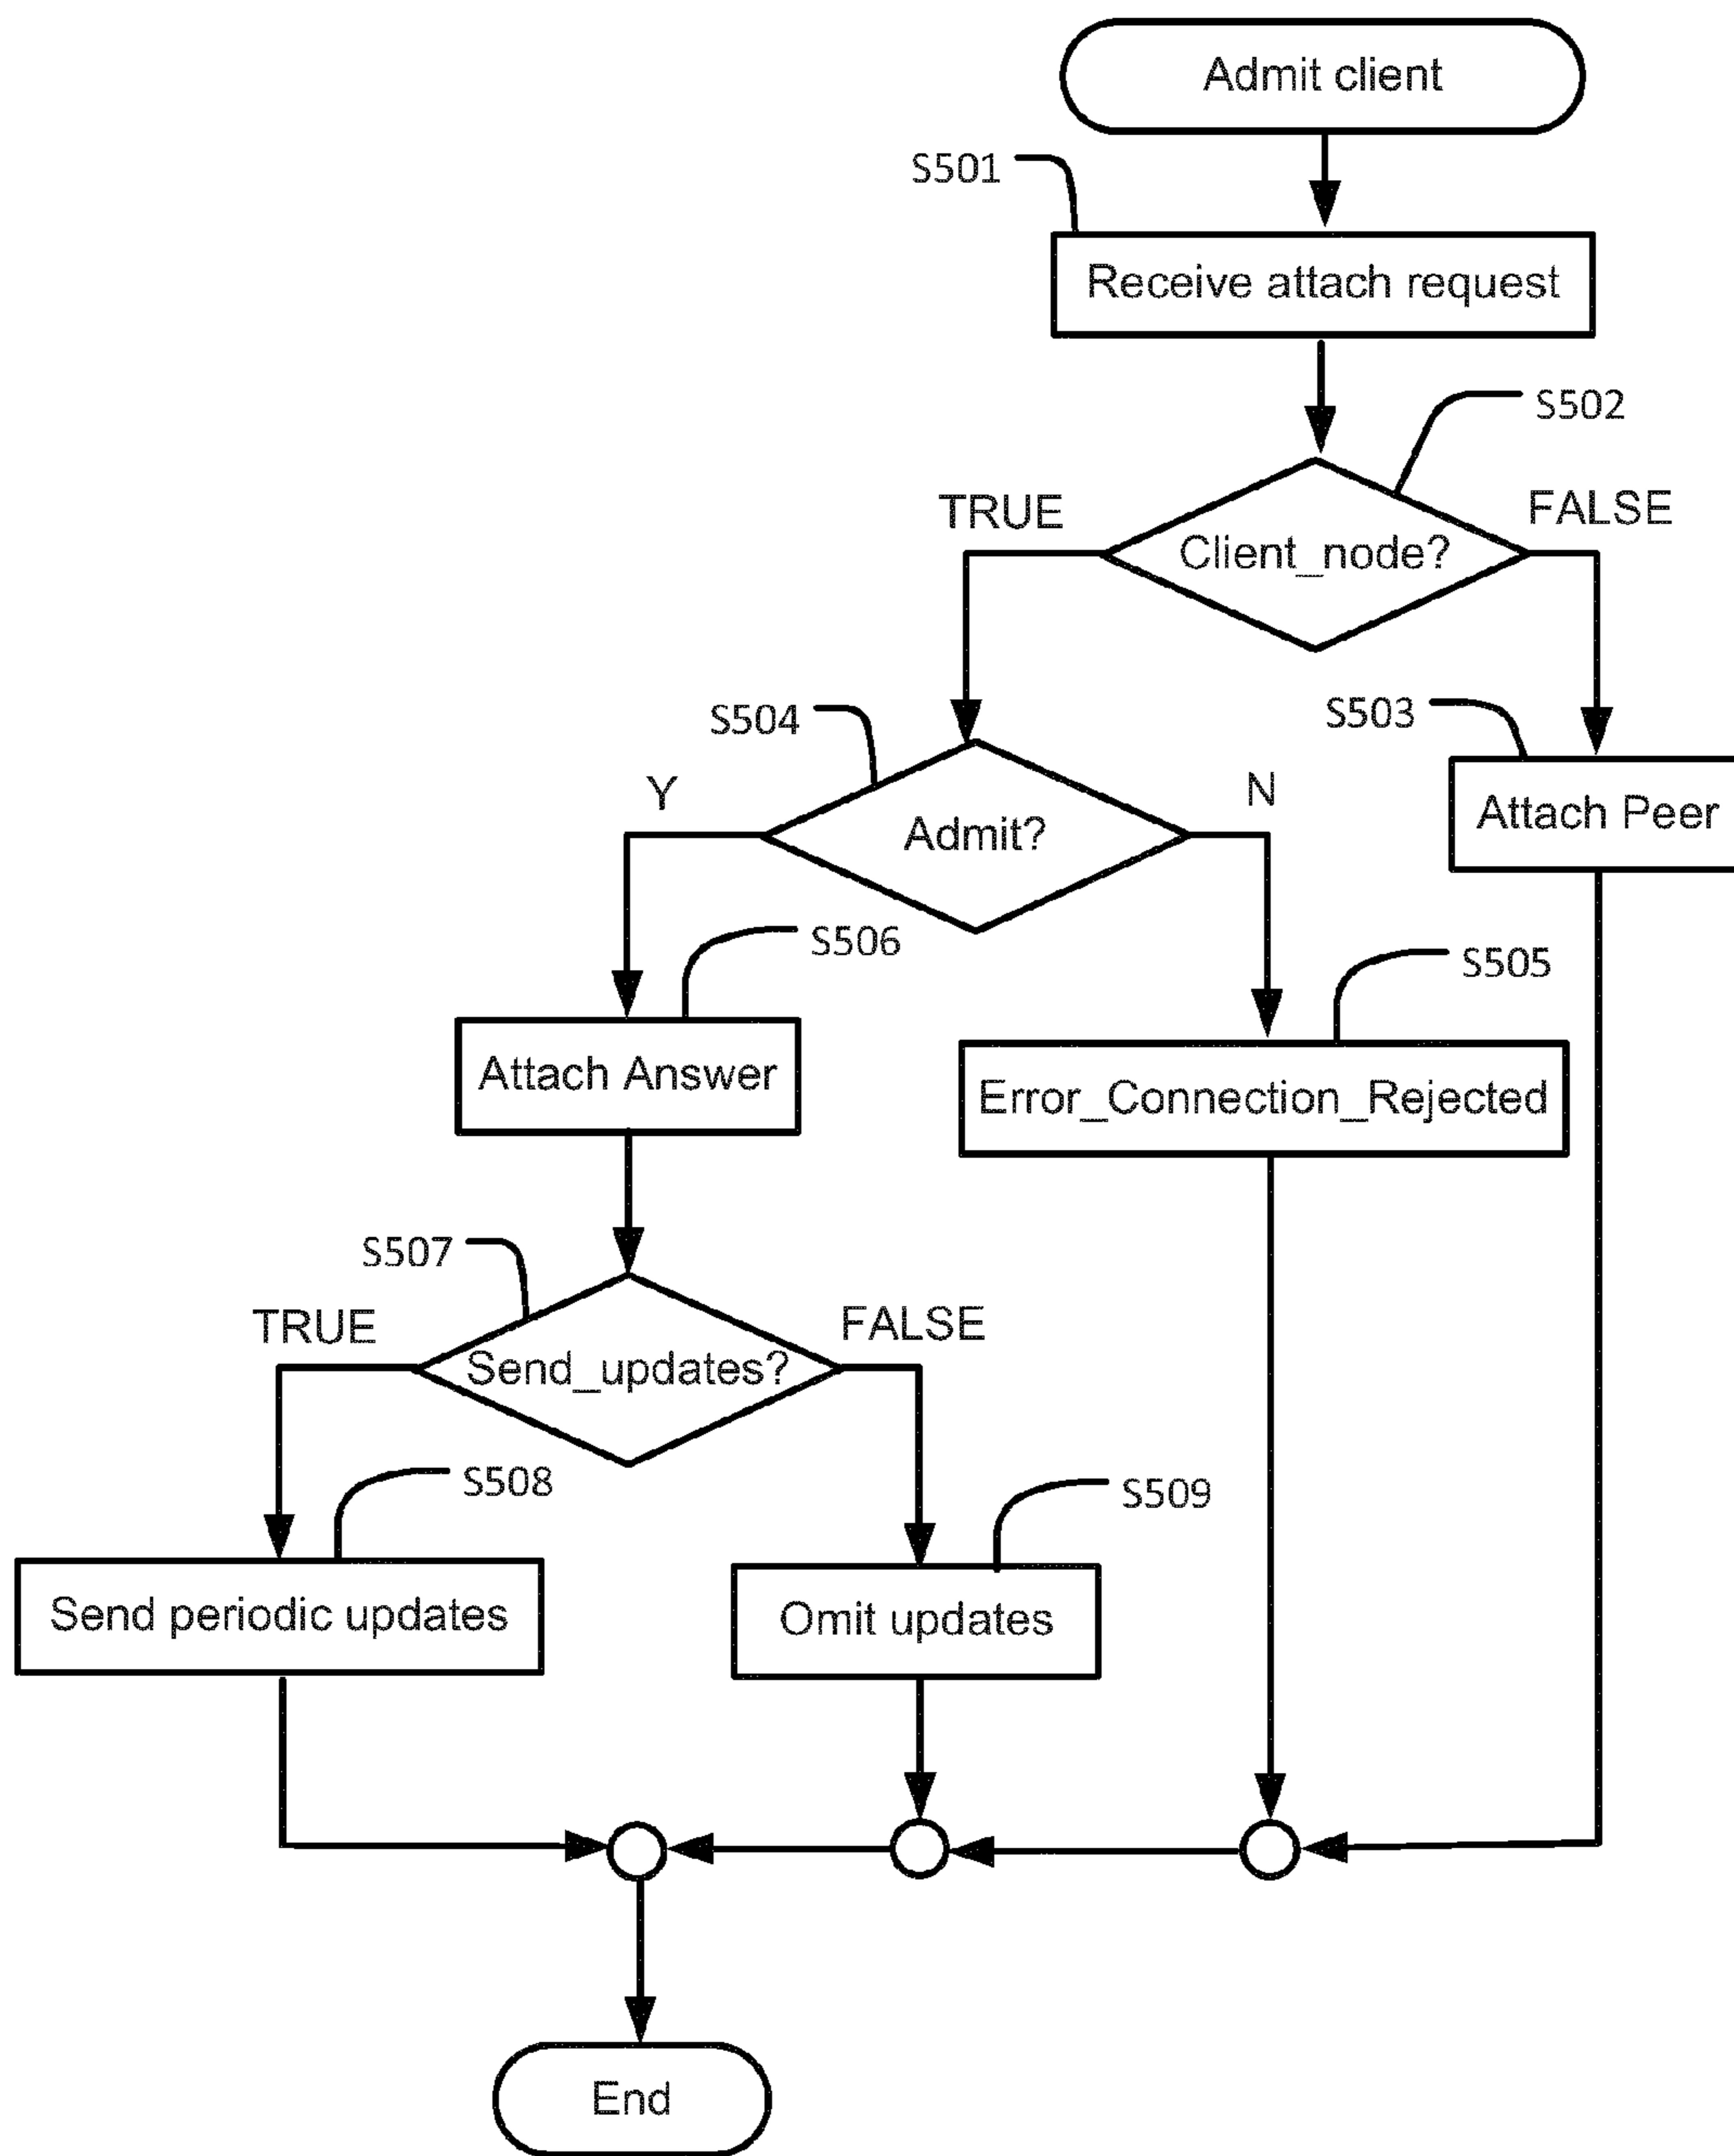 Admit client
S501
Receive attach request
S502
TRUE
FALSE
Client_node?
S504
S503
Y
N
Admit?
Attach Peer
S506
S505
Attach Answer
Error_Connection_Rejected
S507
TRUE
FALSE
Send_updates?
S508
S509
Send periodic updates
Omit updates
End